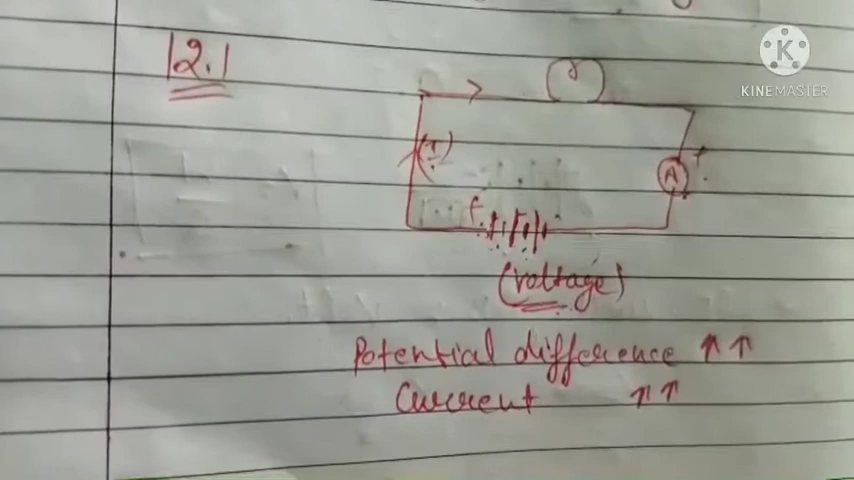 12.1
K
KINEMASTER
A
+
(voltage)
Potential difference ↑↑
Current ↑↑